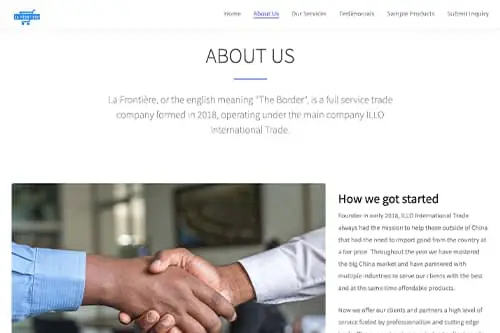 LA FRONTIÈRE
Home About Us Our Services Testimonials Sample Products Submit Inquiry
ABOUT US
La Frontière, or the english meaning "The Border", is a full service trade
company formed in 2018, operating under the main company ILLO
International Trade.
How we got started
Founder in early 2018, ILLO International Trade
always had the mission to help those outside of China
that had the need to import good from the country at
a fair price. Throughout the year we have mastered
the big China market and have partnered with
multiple industries to serve our clients with the best
and at the same time affordable products.
Now we offer our clients and partners a high level of
service fueled by professionalism and cutting edge